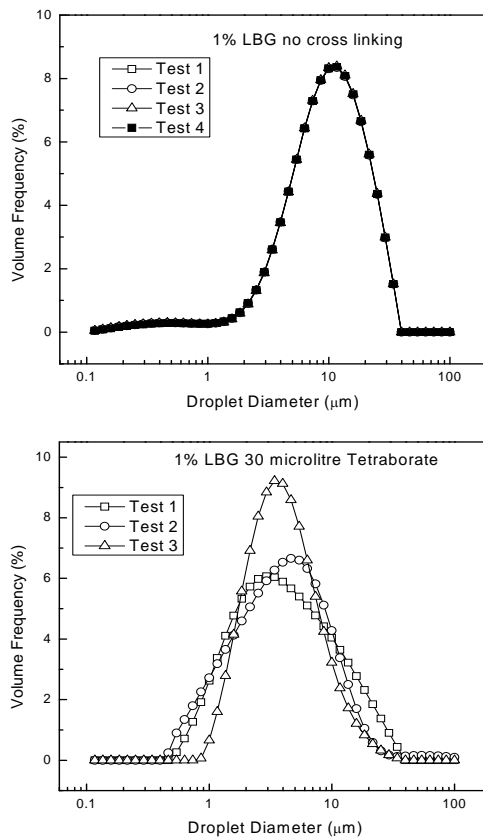 1% LBG no cross linking
Test 1
Test 2
Test 3
Test 4
Volume Frequency (%)
10
8
6
4
2
0
0.1 1 10 100
Droplet Diameter (μm)
1% LBG 30 microlitre Tetraborate
Test 1
Test 2
Test 3
Volume Frequency (%)
10
8
6
4
2
0
0.1 1 10 100
Droplet Diameter (μm)